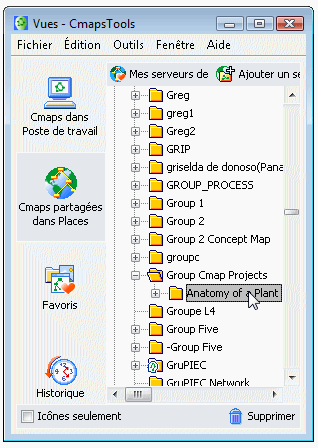 Vues - CmapsTools
Fichier Édition Outils Fenêtre Aide
Mes serveurs de Ajouter un se
Cmaps dans
Poste de travail
Cmaps partagées
dans Places
Favoris
Historique
Greg
greg1
Greg2
GRIP
griselda de donoso(Pana
GROUP_PROCESS
Group 1
Group 2
Group 2 Concept Map
groupc
Group Cmap Projects
Anatomy of a Plant
Groupe L4
Group Five
-Group Five
GruPIEC
GruPIEC Network
Icônes seulement Supprimer